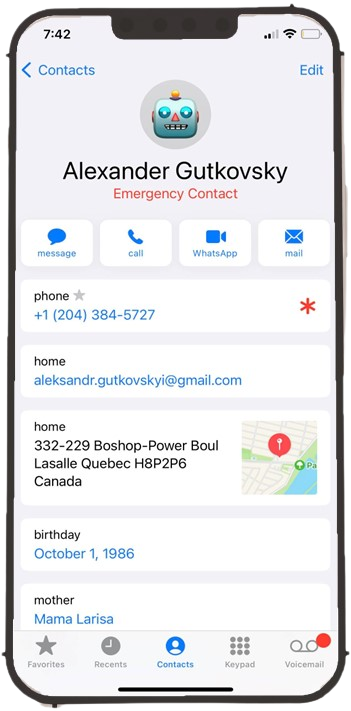 7:42
Contacts
Edit
Alexander Gutkovsky
Emergency Contact
message
call
WhatsApp
mail
phone
+1 (204) 384-5727
home
aleksandr.gutkovskyi@gmail.com
home
332-229 Boshop-Power Boul
Lasalle Quebec H8P2P6
Canada
Pa
birthday
October 1, 1986
mother
Mama Larisa
Favorites
Recents
Contacts
Keypad
Voicemail